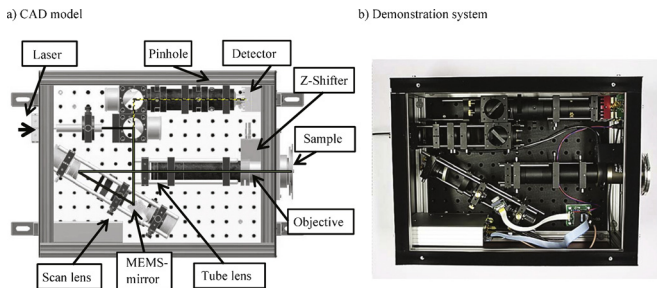 a) CAD model
b) Demonstration system
Laser
Pinhole
Detector
Z-Shifter
Sample
Objective
Scan lens
MEMS-
mirror
Tube lens